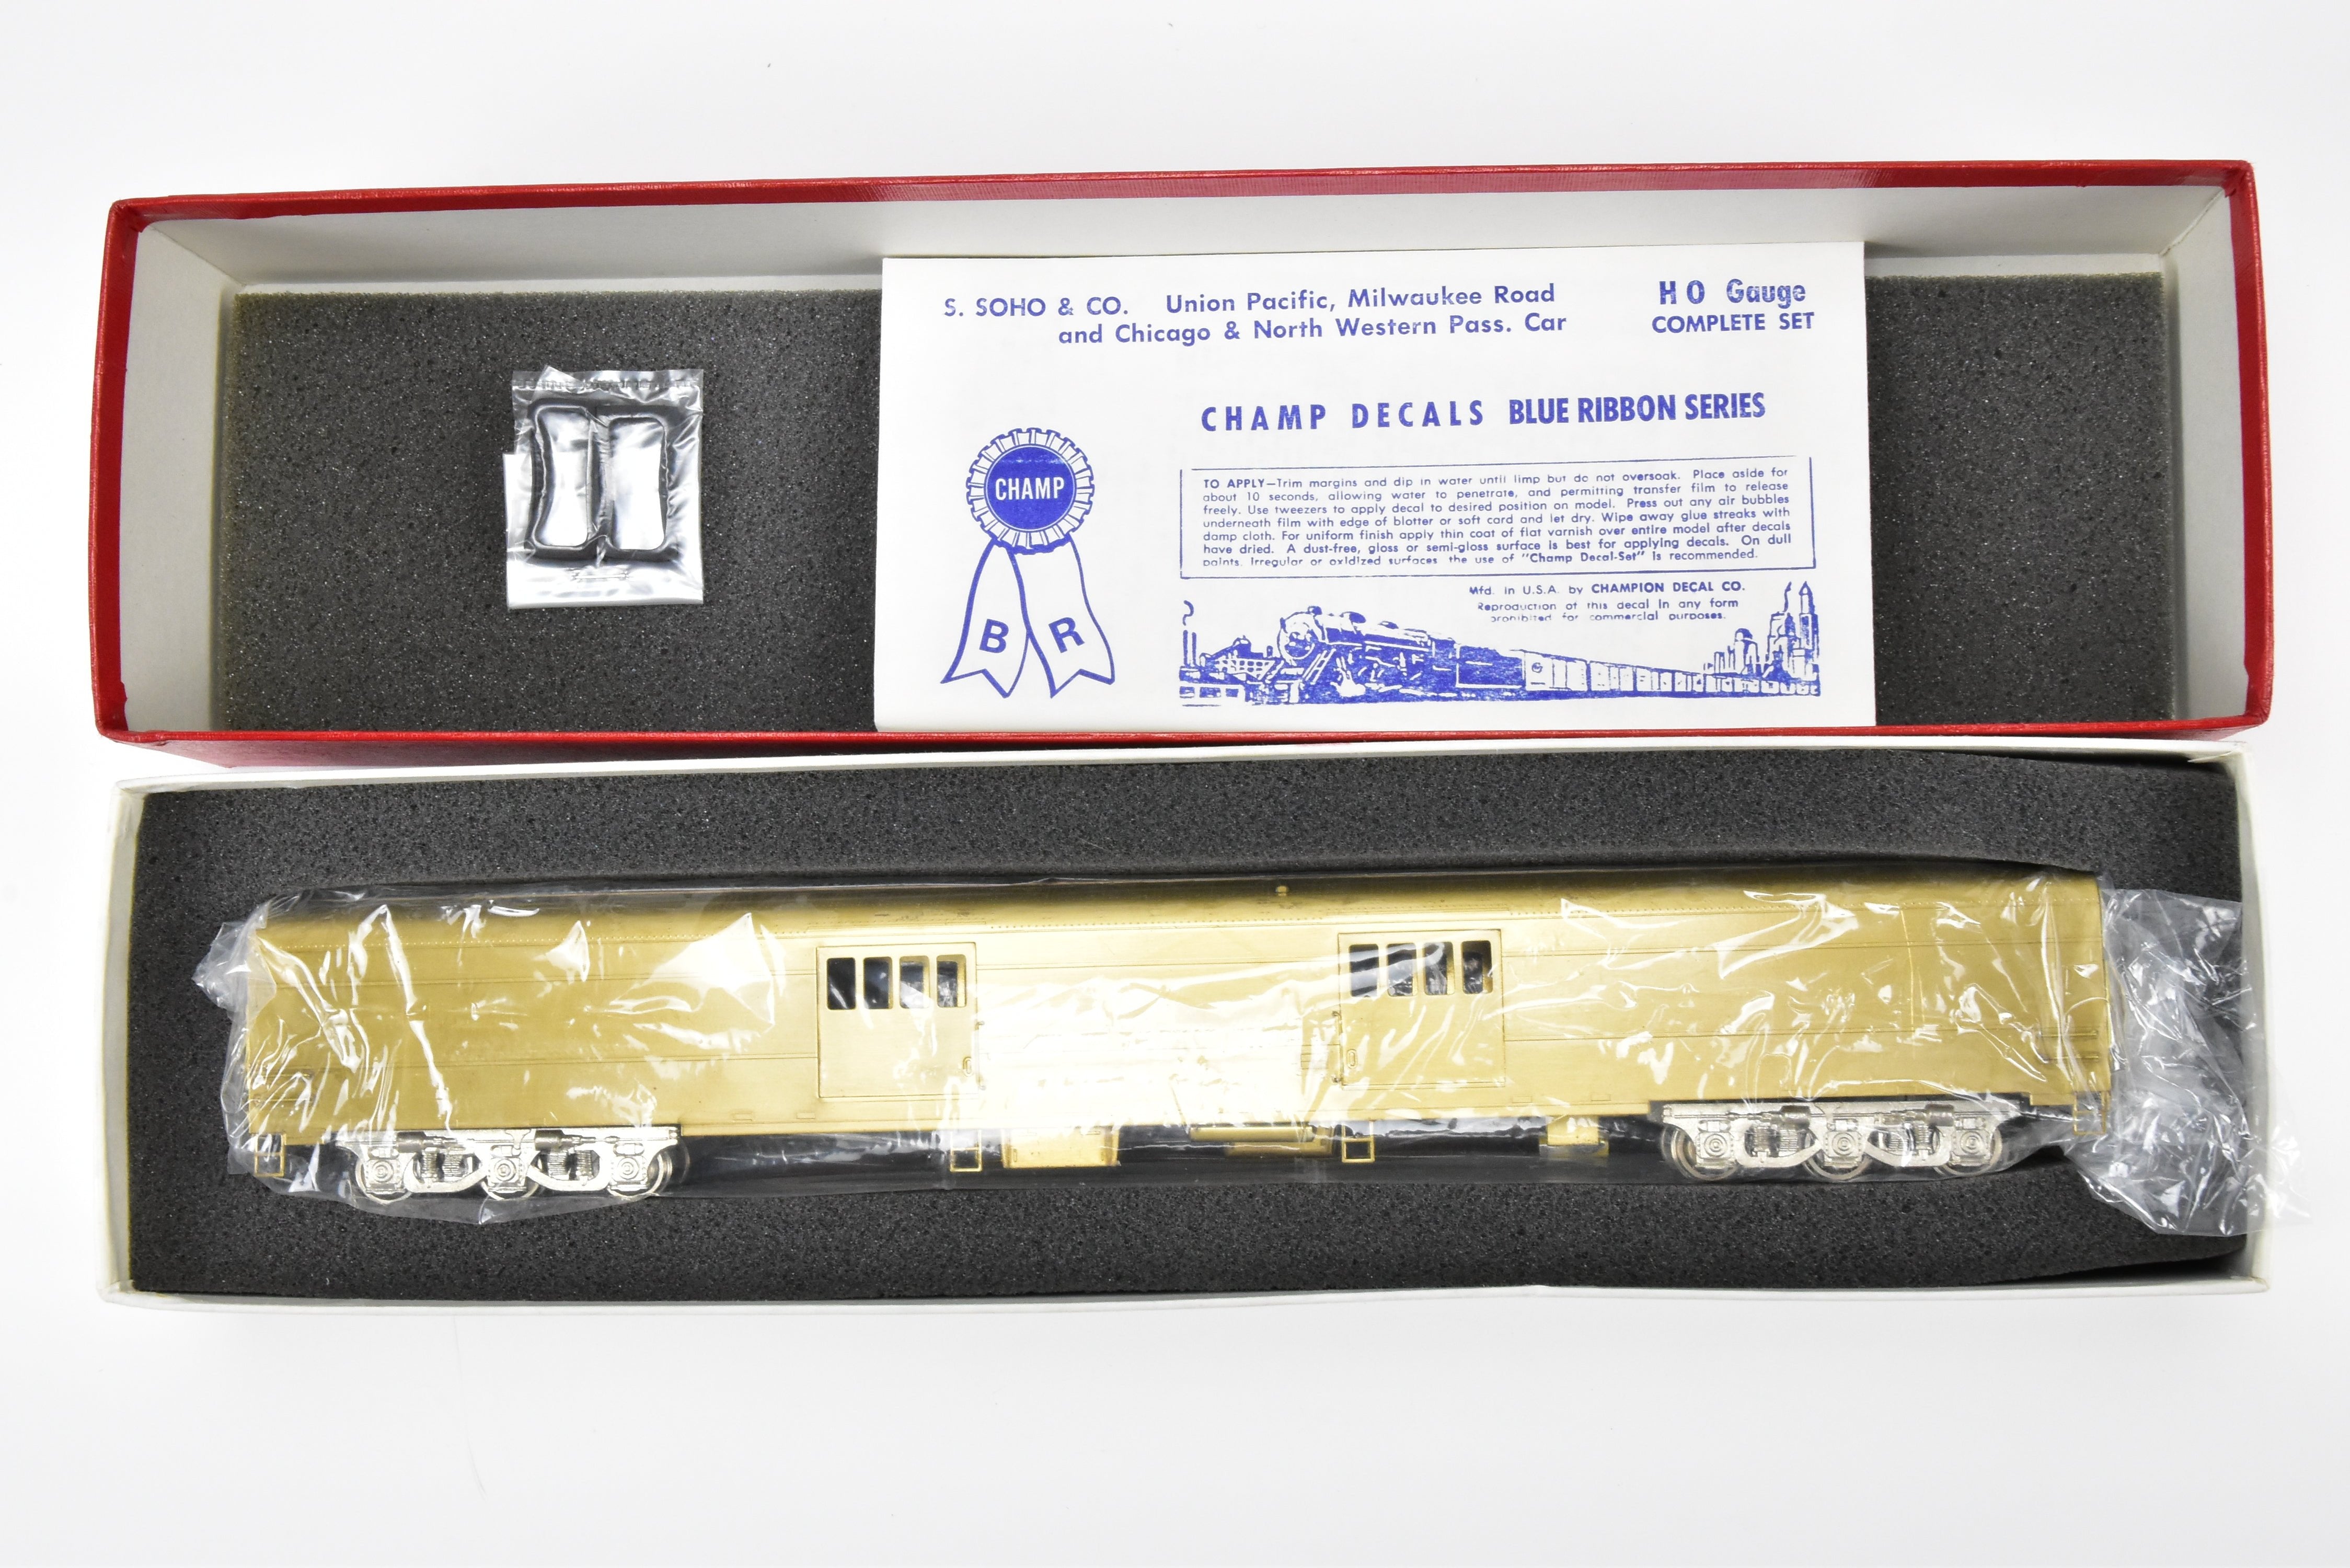 S. SOHO & CO. Union Pacific, Milwaukee Road
and Chicago & North Western Pass. Car
H O Gauge
COMPLETE SET
CHAMP DECALS BLUE RIBBON SERIES
CHAMP
B R
TO APPLY—Trim margins and dip in water until limp but do not oversoak. Place aside for
about 10 seconds, allowing water to penetrate, and permitting transfer film to release
freely. Use tweezers to apply decal to desired position on model. Press out any air bubbles
underneath film with edge of blotter or soft cord and let dry. Wipe away glue streaks with
damp cloth. For uniform finish apply thin coat of flat varnish over entire model after decals
have dried. A dust-free, gloss or semi-gloss surface is best for applying decals. On dull
paints, irregular or oxidized surfaces the use of "Champ Decal-Set" is recommended.
Mfd. in U.S.A. by CHAMPION DECAL CO.
Reproduction of this decal in any form
prohibited for commercial purposes.